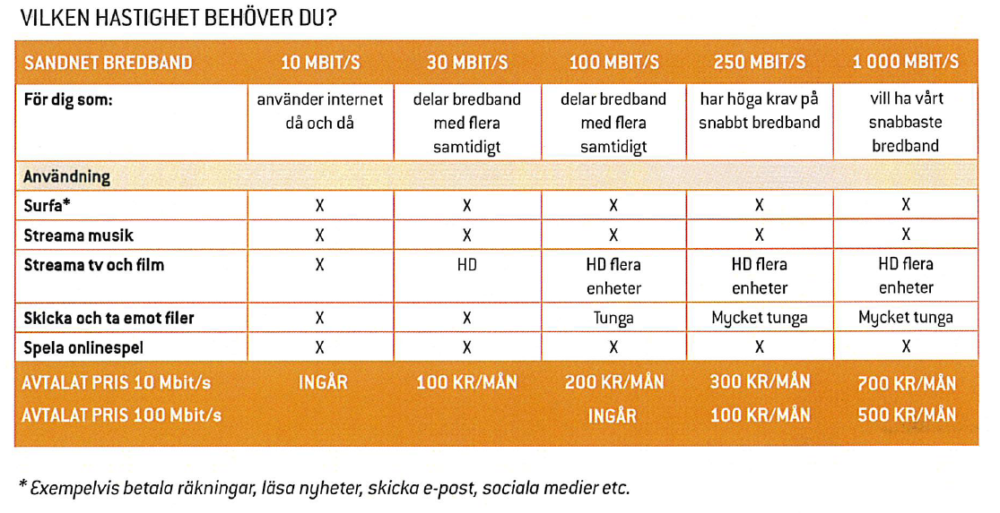 VILKEN HASTIGHET BEHÖVER DU?
SANDNET BREDBAND 10 MBIT/S 30 MBIT/S 100 MBIT/S 250 MBIT/S 1 000 MBIT/S
För dig som: använder internet delar bredband delar bredband har höga krav på vill ha vårt
då och då med flera med flera snabbt bredband snabbaste
samtidigt samtidigt bredband
Användning
Surfa* X X X X X
Streama musik X X X X X
Streama tv och film X HD HD flera HD flera HD flera
enheter enheter enheter
Skicka och ta emot filer X X Tunga Mycket tunga Mycket tunga
Spela onlinespel X X X X X
AVTALAT PRIS 10 Mbit/s INGÅR 100 KR/MÅN 200 KR/MÅN 300 KR/MÅN 700 KR/MÅN
AVTALAT PRIS 100 Mbit/s INGÅR 100 KR/MÅN 500 KR/MÅN
* Exempelvis betala räkningar, läsa nyheter, skicka e-post, sociala medier etc.